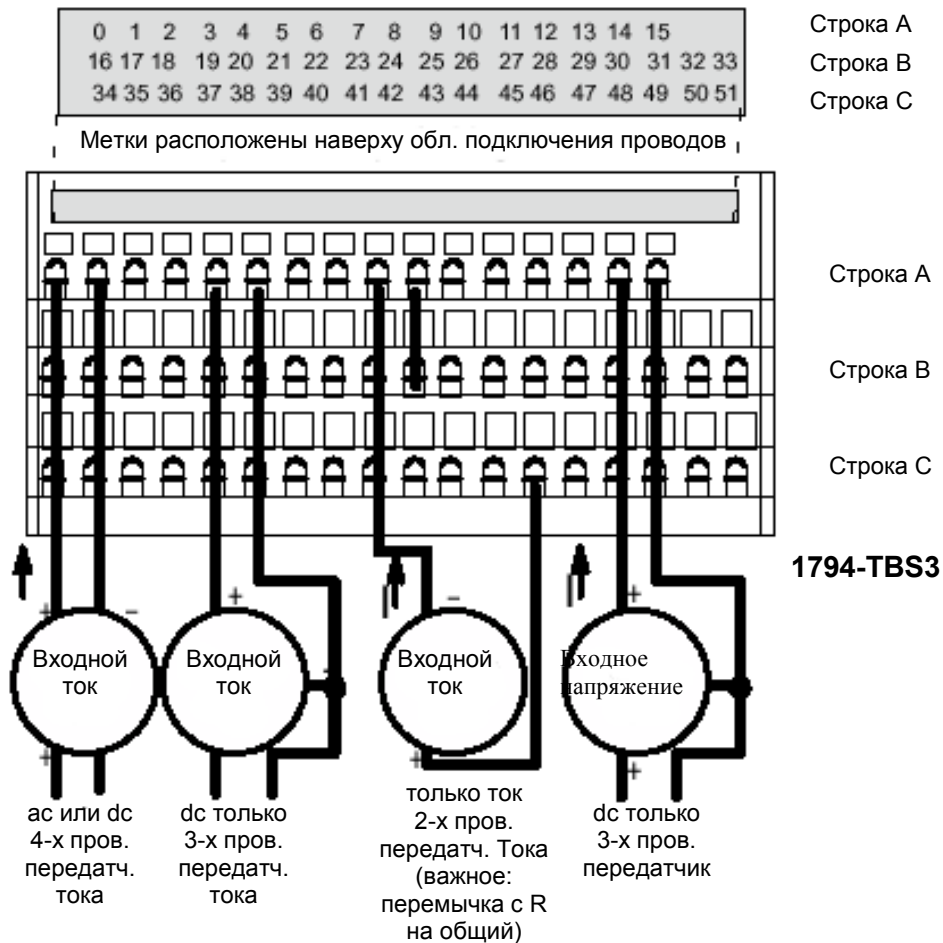 0 1 2 3 4 5 6 7 8 9 10 11 12 13 14 15 Строка A
16 17 18 19 20 21 22 23 24 25 26 27 28 29 30 31 32 33 Строка B
34 35 36 37 38 39 40 41 42 43 44 45 46 47 48 49 50 51 Строка C
Метки расположены наверху обл. подключения проводов
Строка A
Строка B
Строка C
1794-TBS3
+ − + − +
Входной ток
Входной ток
Входной ток
Входное напряжение
+ + +
ac или dc
4-х пров.
передатч.
тока
dc только
3-х пров.
передатч.
тока
только ток
2-х пров.
передатч. Тока
(важное:
перемычка с R
на общий)
dc только
3-х пров.
передатчик